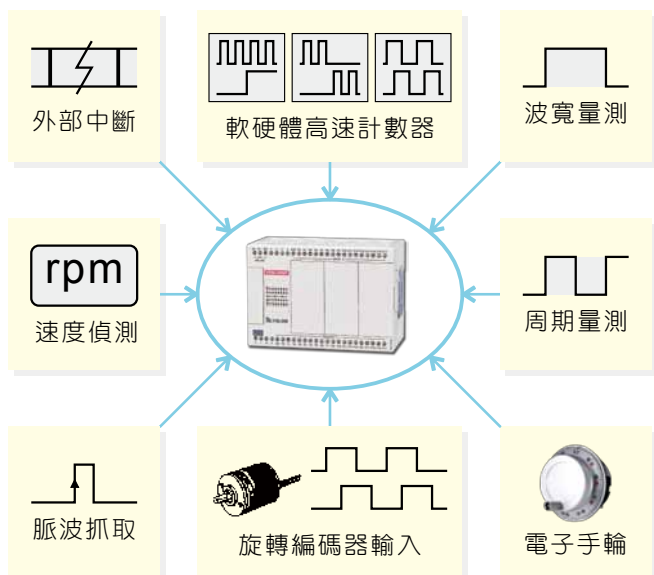 外部中斷
軟硬體高速計數器
波寬量測
rpm
速度偵測
周期量測
脈波抓取
旋轉編碼器輸入
電子手輪